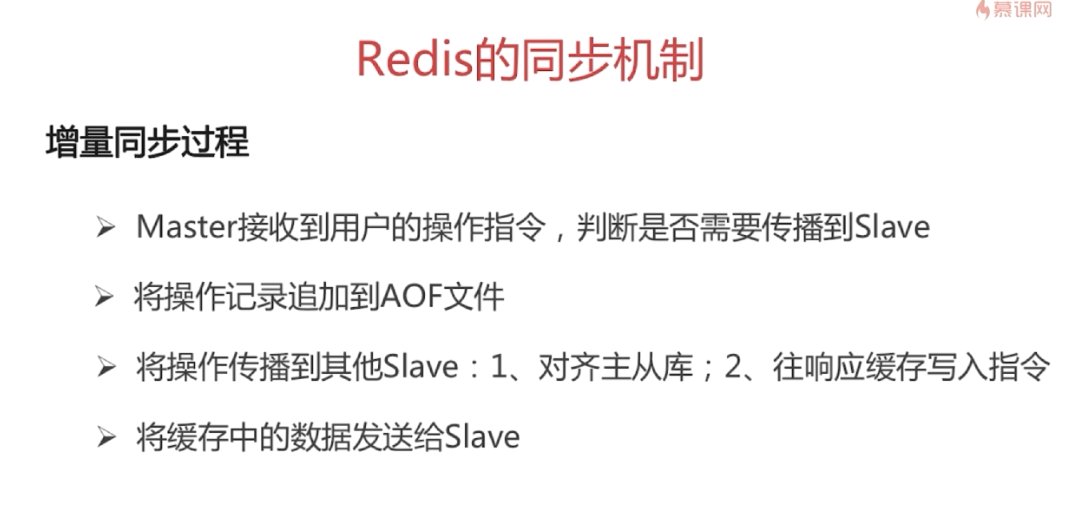 慕课网
Redis的同步机制
增量同步过程
➢ Master接收到用户的操作指令，判断是否需要传播到Slave
➢ 将操作记录追加到AOF文件
➢ 将操作传播到其他Slave：1、对齐主从库；2、往响应缓存写入指令
➢ 将缓存中的数据发送给Slave